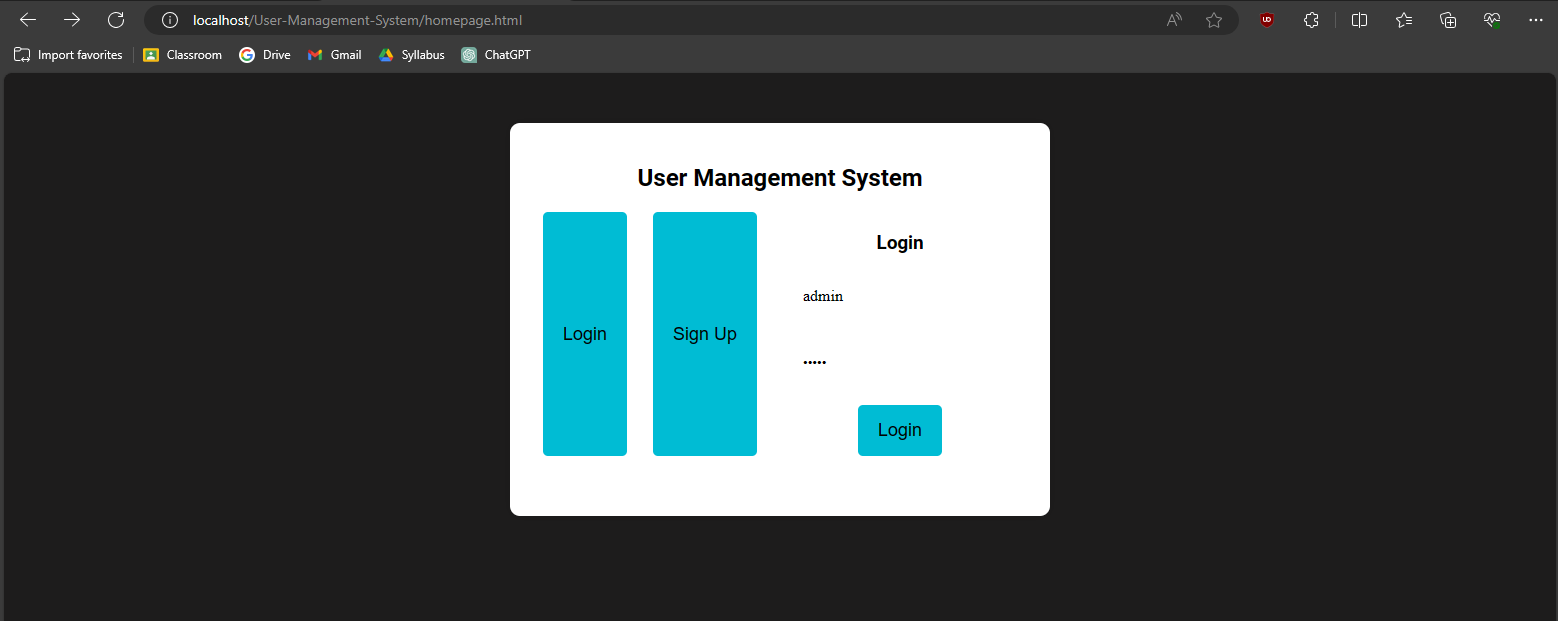 localhost/User-Management-System/homepage.html
Import favorites Classroom Drive Gmail Syllabus ChatGPT
User Management System
Login Sign Up
Login
admin
•••••
Login